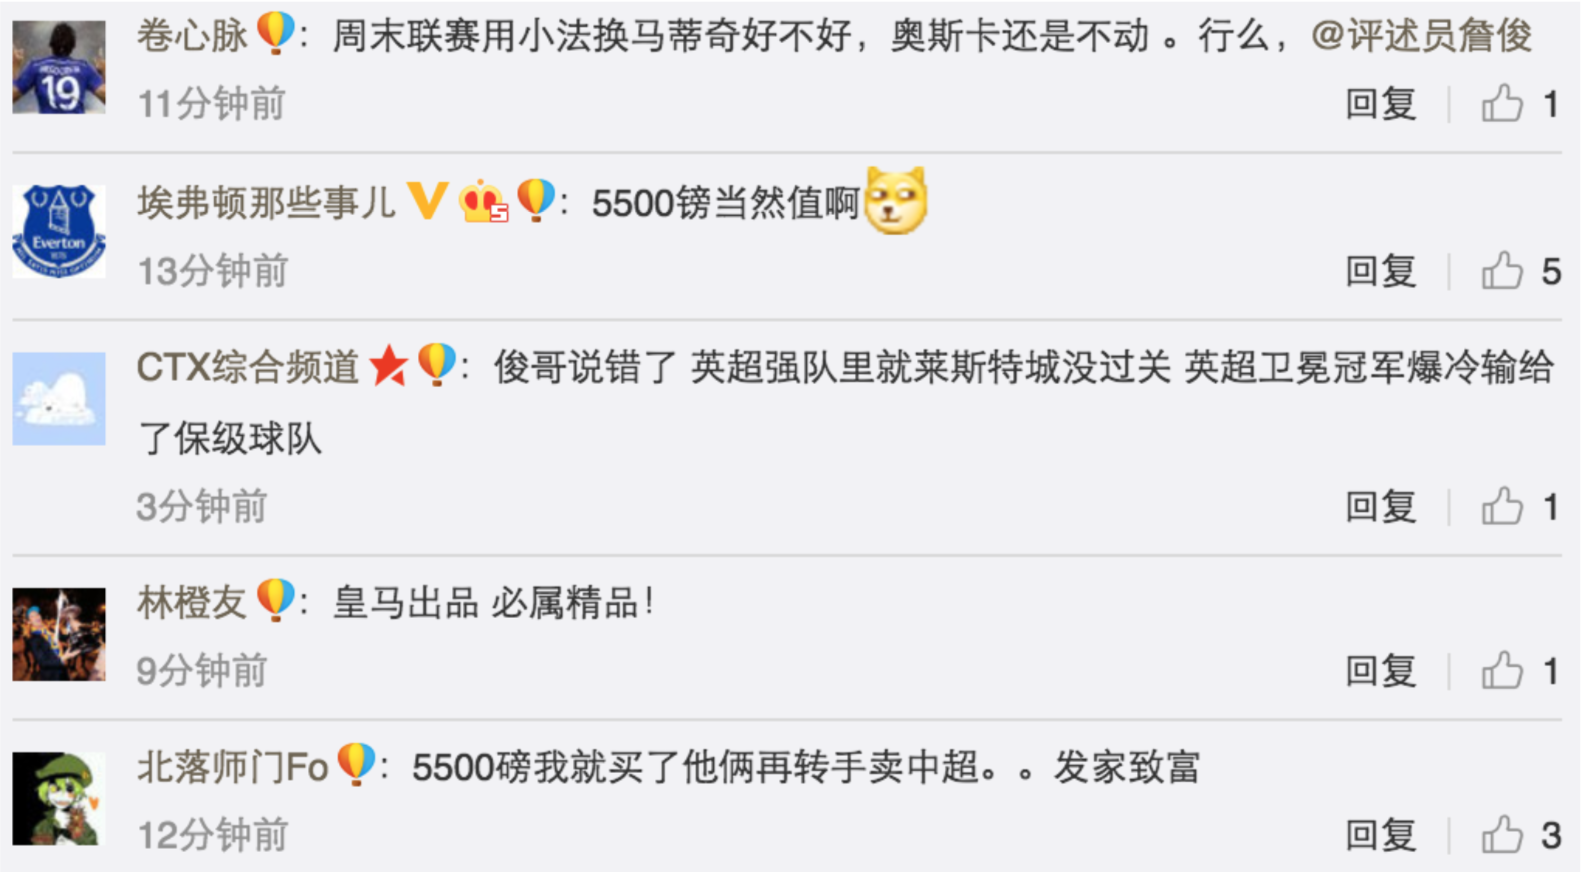 卷心脉：周末联赛用小法换马蒂奇好不好，奥斯卡还是不动 。行么，@评述员詹俊
19
11分钟前 回复 1
埃弗顿那些事儿：5500镑当然值啊
Everton
13分钟前 回复 5
CTX综合频道：俊哥说错了 英超强队里就莱斯特城没过关 英超卫冕冠军爆冷输给
了保级球队
3分钟前 回复 1
林橙友：皇马出品 必属精品！
9分钟前 回复 1
北落师门Fo：5500磅我就买了他俩再转手卖中超。。发家致富
12分钟前 回复 3